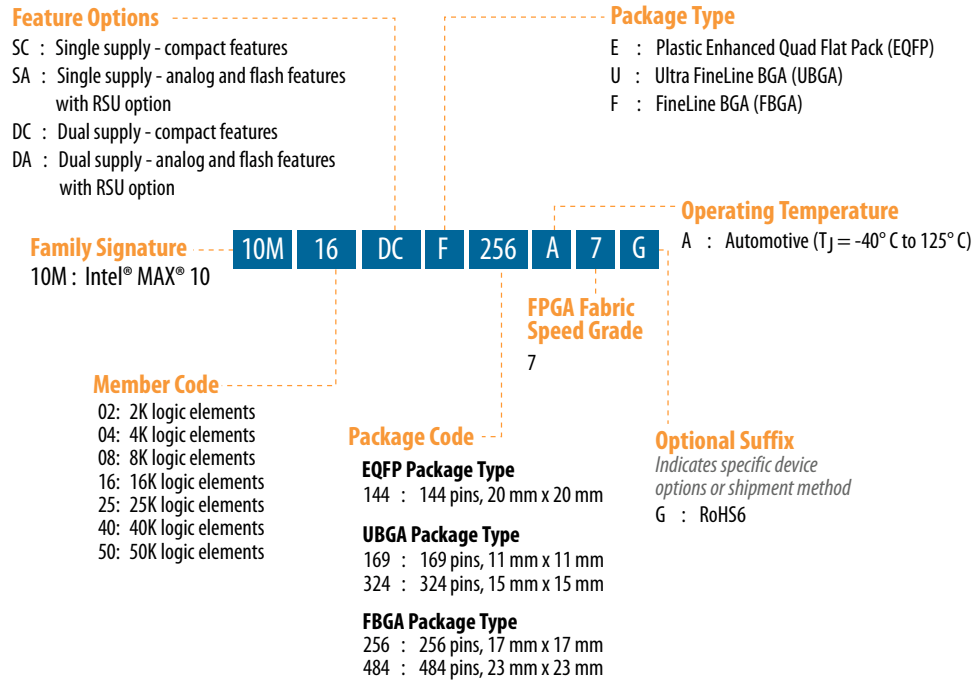 Feature Options
SC : Single supply - compact features
SA : Single supply - analog and flash features
with RSU option
DC : Dual supply - compact features
DA : Dual supply - analog and flash features
with RSU option
Package Type
E : Plastic Enhanced Quad Flat Pack (EQFP)
U : Ultra FineLine BGA (UBGA)
F : FineLine BGA (FBGA)
Operating Temperature
A : Automotive (TJ = -40° C to 125° C)
Family Signature
10M : Intel® MAX® 10
10M 16 DC F 256 A 7 G
FPGA Fabric
Speed Grade
7
Member Code
02: 2K logic elements
04: 4K logic elements
08: 8K logic elements
16: 16K logic elements
25: 25K logic elements
40: 40K logic elements
50: 50K logic elements
Package Code
EQFP Package Type
144 : 144 pins, 20 mm x 20 mm
UBGA Package Type
169 : 169 pins, 11 mm x 11 mm
324 : 324 pins, 15 mm x 15 mm
FBGA Package Type
256 : 256 pins, 17 mm x 17 mm
484 : 484 pins, 23 mm x 23 mm
Optional Suffix
Indicates specific device
options or shipment method
G : RoHS6